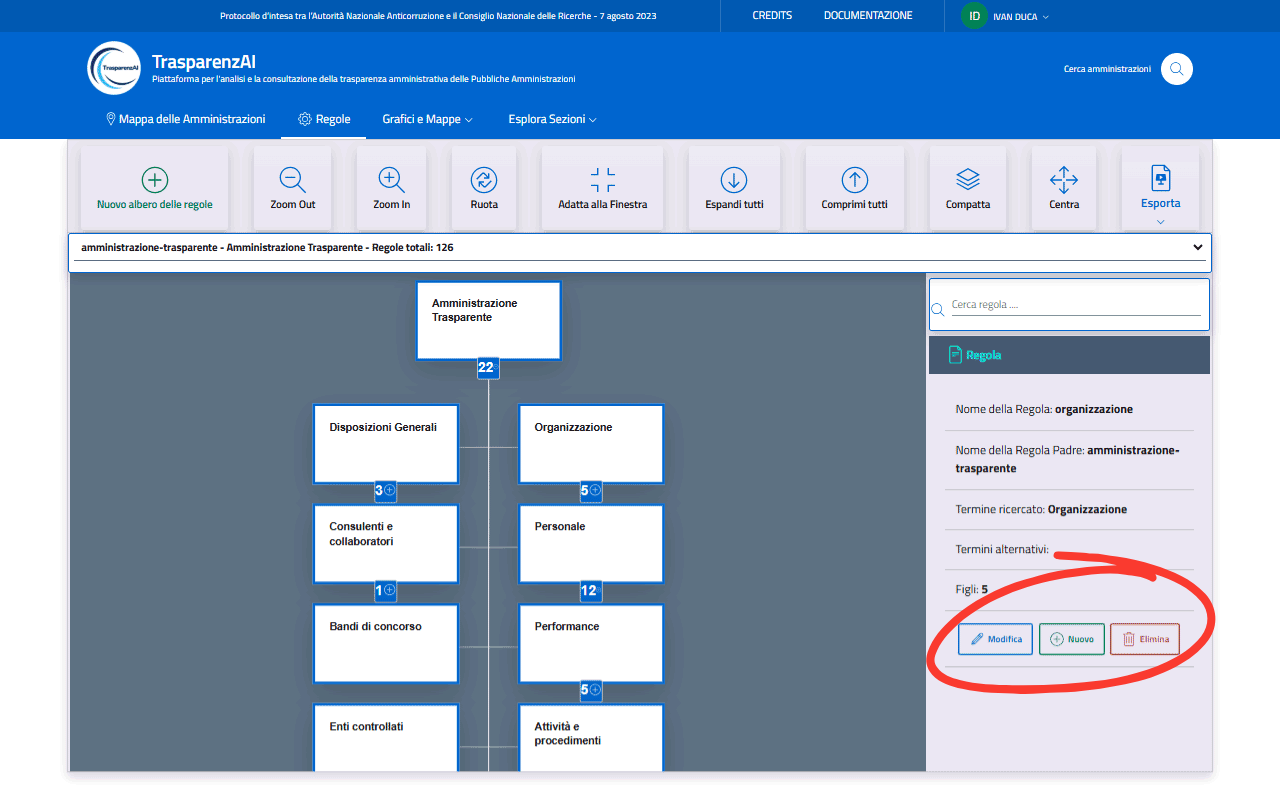 Protocollo d'intesa tra l'Autorità Nazionale Anticorruzione e il Consiglio Nazionale delle Ricerche - 7 agosto 2023
CREDITS
DOCUMENTAZIONE
ID
IVAN DUCA
TrasparenzAI
TrasparenzAI
Piattaforma per l'analisi e la consultazione della trasparenza amministrativa delle Pubbliche Amministrazioni
Cerca amministrazioni
Mappa delle Amministrazioni
Regole
Grafici e Mappe
Esplora Sezioni
Nuovo albero delle regole
Zoom Out
Zoom In
Ruota
Adatta alla Finestra
Espandi tutti
Comprimi tutti
Compatta
Centra
Esporta
amministrazione-trasparente - Amministrazione Trasparente - Regole totali: 126
Amministrazione
Trasparente
22
Disposizioni Generali
3
Organizzazione
5
Consulenti e
collaboratori
1
Personale
12
Bandi di concorso
Performance
5
Enti controllati
Attività e
procedimenti
Cerca regola ....
Regola
Nome della Regola: organizzazione
Nome della Regola Padre: amministrazione-
trasparente
Termine ricercato: Organizzazione
Termini alternativi:
Figli: 5
Modifica
Nuovo
Elimina